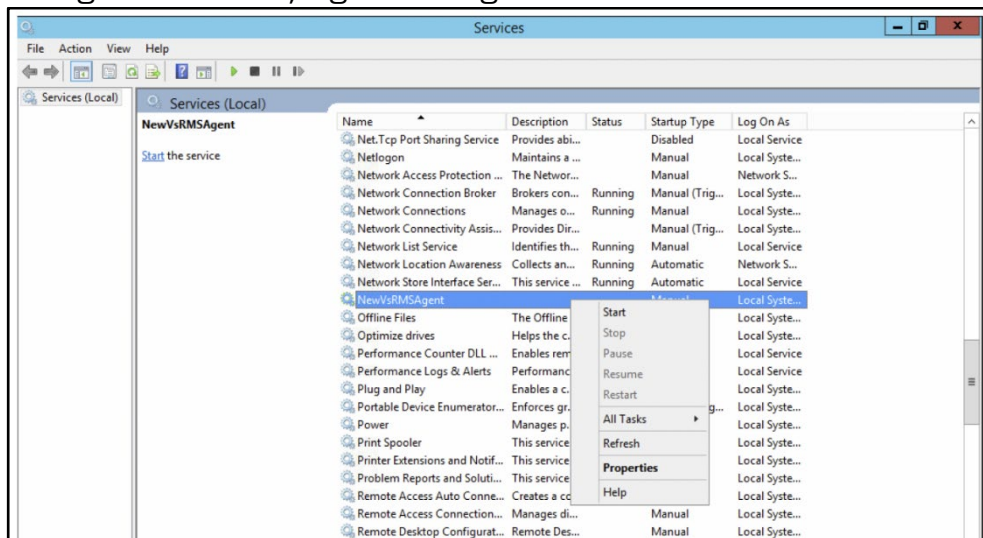 Services
File Action View Help
Services (Local)
Services (Local)
NewVsRMSAgent
Start the service
Name Description Status Startup Type Log On As
Net.Tcp Port Sharing Service Provides abi... Disabled Local Service
Netlogon Maintains a ... Manual Local Syste...
Network Access Protection ... The Networ... Manual Network S...
Network Connection Broker Brokers con... Running Manual (Trig... Local Syste...
Network Connections Manages o... Running Manual Local Syste...
Network Connectivity Assis... Provides Dir... Manual (Trig... Local Syste...
Network List Service Identifies th... Running Manual Local Service
Network Location Awareness Collects an... Running Automatic Network S...
Network Store Interface Ser... This service ... Running Automatic Local Service
NewVsRMSAgent Local Syste...
Offline Files The Offline Local Syste...
Optimize drives Helps the c. Local Syste...
Performance Counter DLL ... Enables rem Local Service
Performance Logs & Alerts Performanc Local Service
Plug and Play Enables a c. Local Syste...
Portable Device Enumerator... Enforces gr. g... Local Syste...
Power Manages p. Local Syste...
Print Spooler This service Local Syste...
Printer Extensions and Notif... This service Local Syste...
Problem Reports and Soluti... This service Local Syste...
Remote Access Auto Conne... Creates a co Local Syste...
Remote Access Connection... Manages di... Manual Local Syste...
Remote Desktop Configurat... Remote Des... Manual Local Syste...
Start
Stop
Pause
Resume
Restart
All Tasks
Refresh
Properties
Help